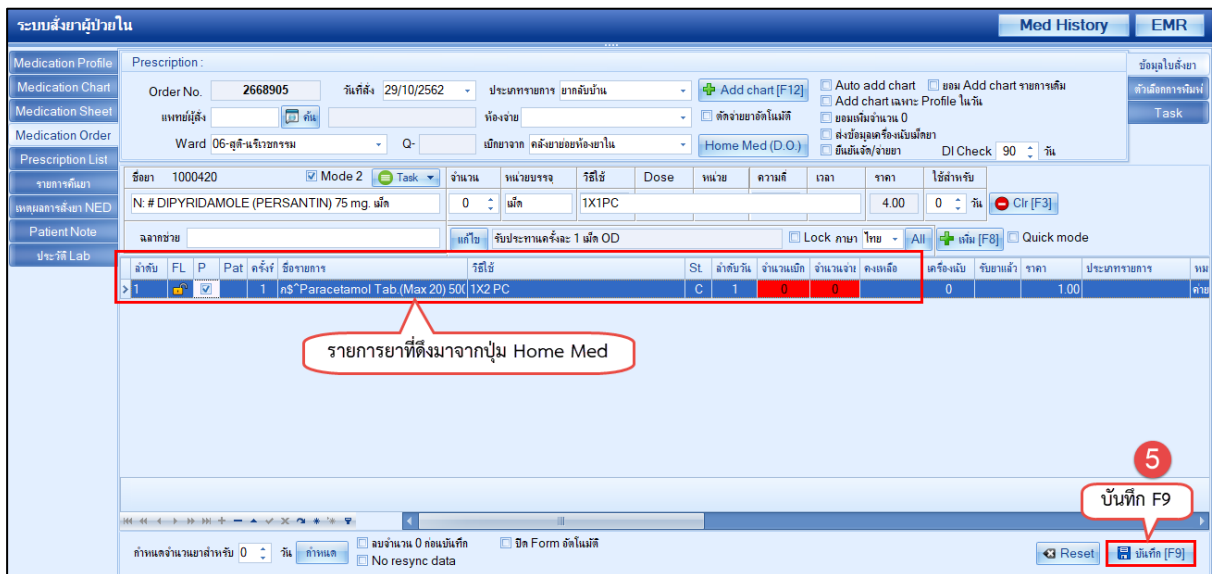 ระบบสั่งยาผู้ป่วยใน Med History EMR
Medication Profile Prescription : ข้อมูลใบสั่งยา
Medication Chart Order No. 2668905 วันที่สั่ง 29/10/2562 ประเภทรายการ ยากลับบ้าน Add chart [F12] Auto add chart ยอม Add chart รายการเดิม ตัวเลือกการพิมพ์
Add chart เฉพาะ Profile ในวัน
Medication Sheet แพทย์ผู้สั่ง ค้น ห้องจ่าย ตัดจ่ายยาอัตโนมัติ ยอมเพิ่มจำนวน 0 Task
ส่งข้อมูลเครื่องนับเม็ดยา
Medication Order Ward 06-สูติ-นรีเวชกรรม Q- เบิกยาจาก คลังยาย่อยห้องยาใน Home Med (D.O.) ยืนยันจัด/จ่ายยา DI Check 90 วัน
Prescription List
รายการคืนยา ชื่อยา 1000420 Mode 2 Task จำนวน หน่วยบรรจุ วิธีใช้ Dose หน่วย ความถี่ เวลา ราคา ใช้สำหรับ
เหตุผลการสั่งยา NED N: # DIPYRIDAMOLE (PERSANTIN) 75 mg. เม็ด 0 เม็ด 1X1PC 4.00 0 วัน Clr [F3]
Patient Note ฉลากช่วย แก้ไข รับประทานครั้งละ 1 เม็ด OD Lock ภาษา ไทย All เพิ่ม [F8] Quick mode
ประวัติ Lab
ลำดับ FL P Pat ครั้งที่ ชื่อรายการ วิธีใช้ St ลำดับวัน จำนวนเบิก จำนวนจ่าย คงเหลือ เครื่องนับ รับยาแล้ว ราคา ประเภทรายการ หม
1 1 ก$^Paracetamol Tab.(Max 20) 500 1X2 PC C 1 0 0 0 1.00 ค่าย
รายการยาที่ดึงมาจากปุ่ม Home Med
5
บันทึก F9
กำหนดจำนวนยาสำหรับ 0 วัน กำหนด ลบจำนวน 0 ก่อนบันทึก ปิด Form อัตโนมัติ
No resync data Reset บันทึก [F9]